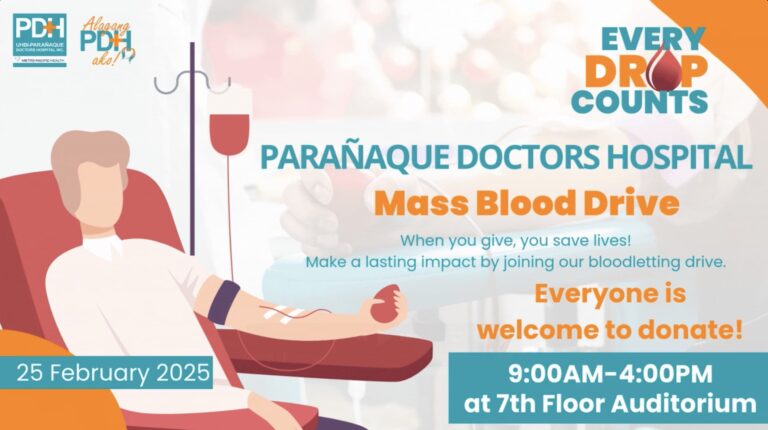 PDH
UHBI-PARAÑAQUE
DOCTORS HOSPITAL, INC.
METRO PACIFIC HEALTH
Alagang
PDH
ako!
EVERY
DROP
COUNTS
PARAÑAQUE DOCTORS HOSPITAL
Mass Blood Drive
When you give, you save lives!
Make a lasting impact by joining our bloodletting drive.
Everyone is
welcome to donate!
25 February 2025
9:00AM-4:00PM
at 7th Floor Auditorium